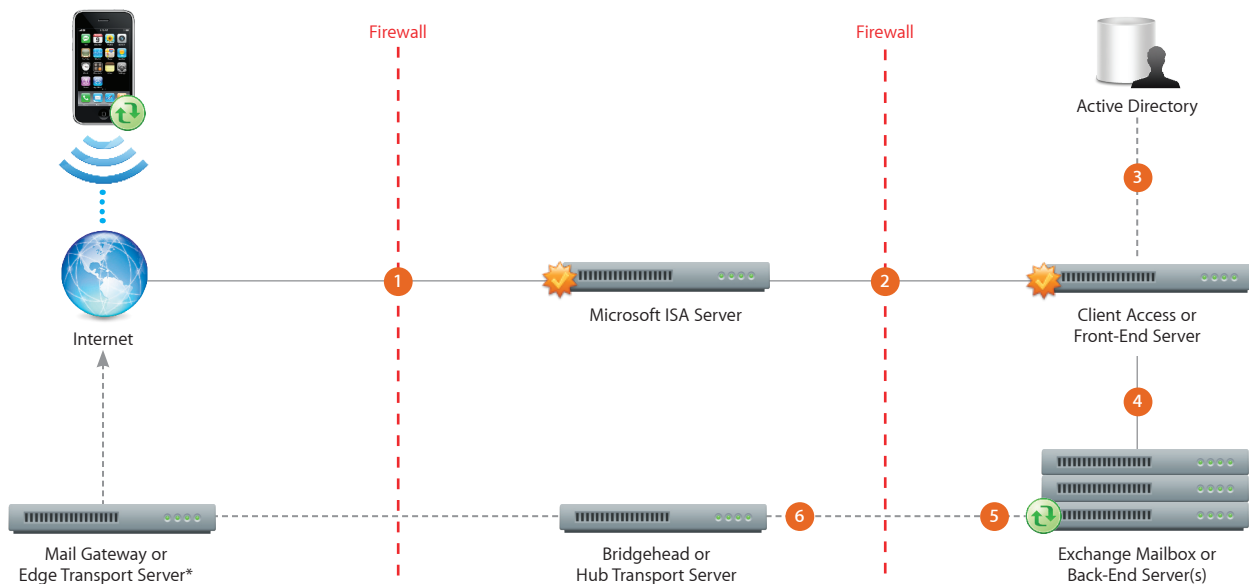 Firewall
Firewall
Active Directory
3
1
2
Internet
Microsoft ISA Server
Client Access or
Front-End Server
4
6
5
Mail Gateway or
Edge Transport Server*
Bridgehead or
Hub Transport Server
Exchange Mailbox or
Back-End Server(s)